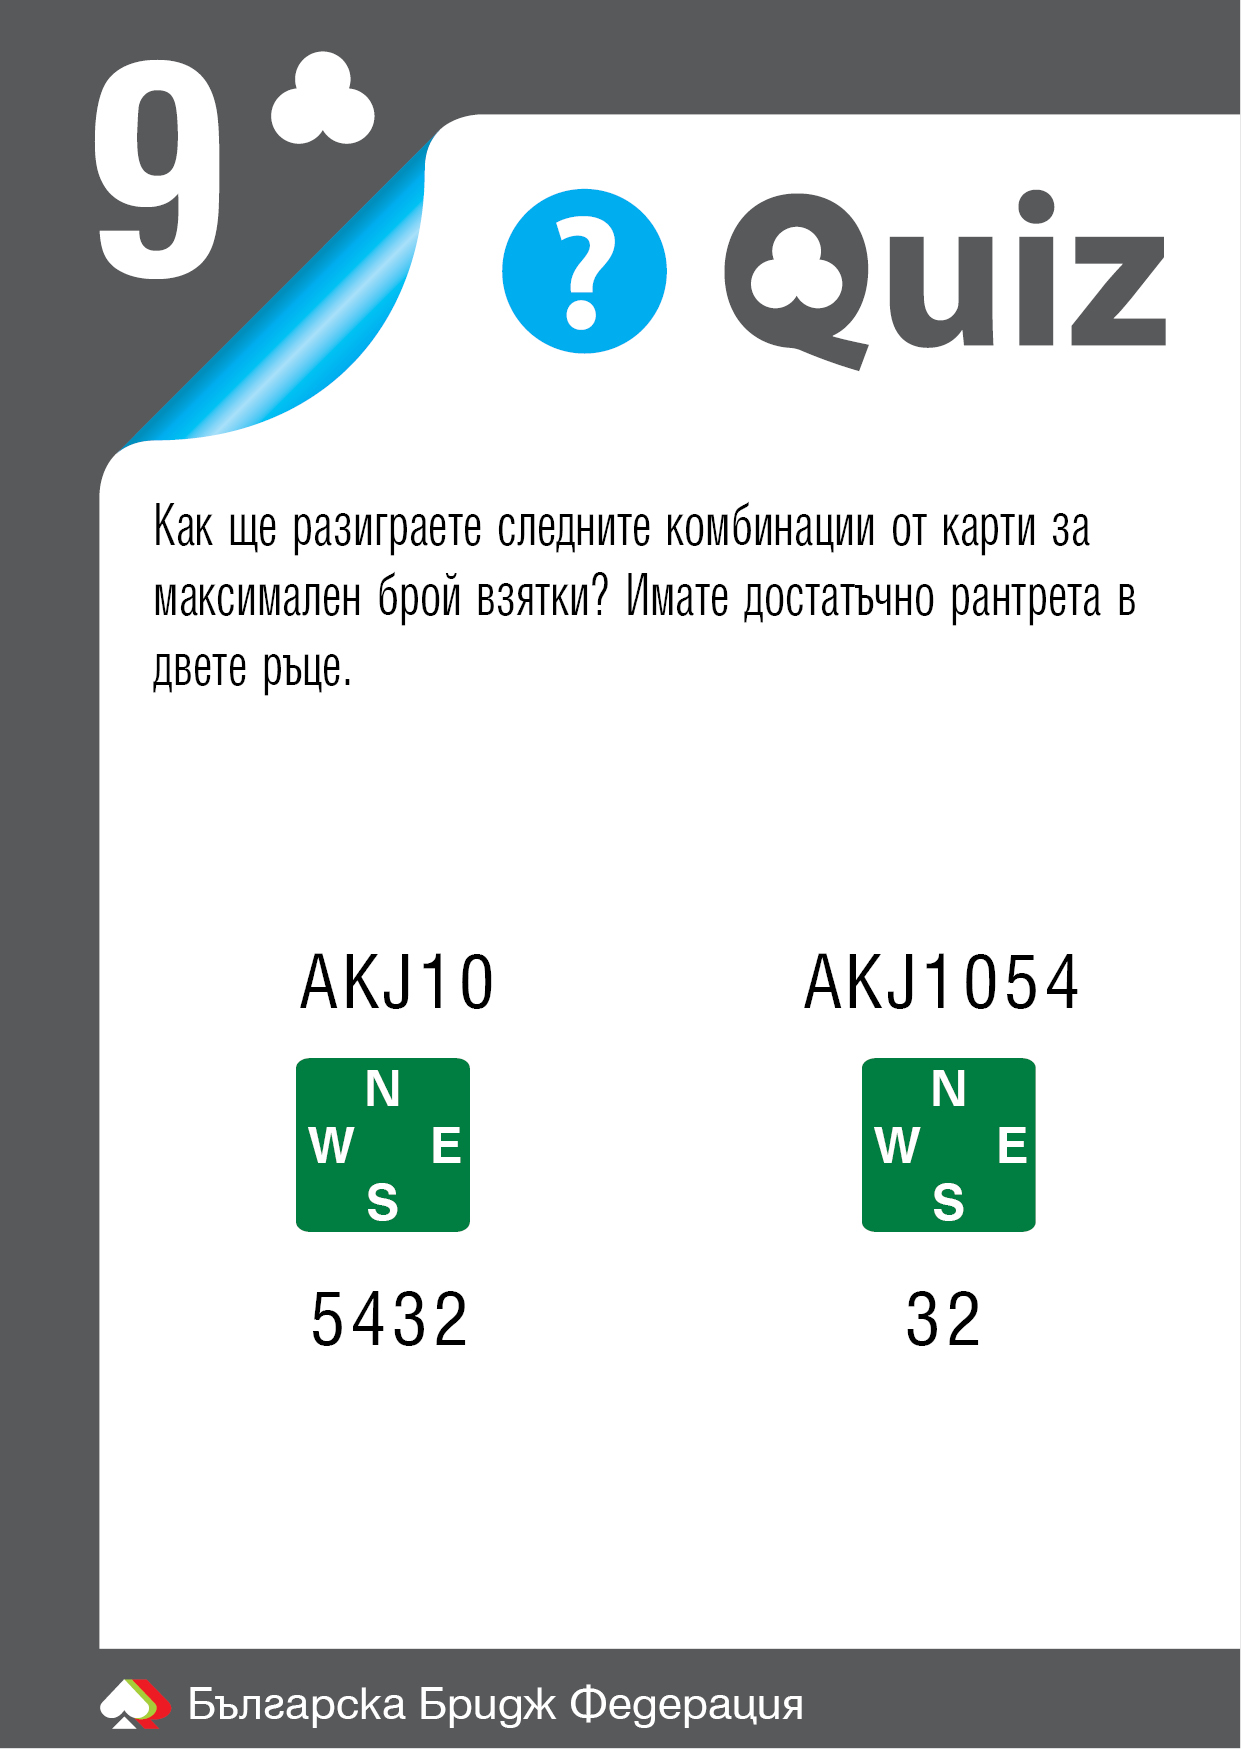 9
? Quiz
Как ще разиграете следните комбинации от карти за
максимален брой взятки? Имате достатъчно рантрета в
двете ръце.
AKJ10 AKJ1054
N N
W E W E
S S
5432 32
Българска Бридж Федерация